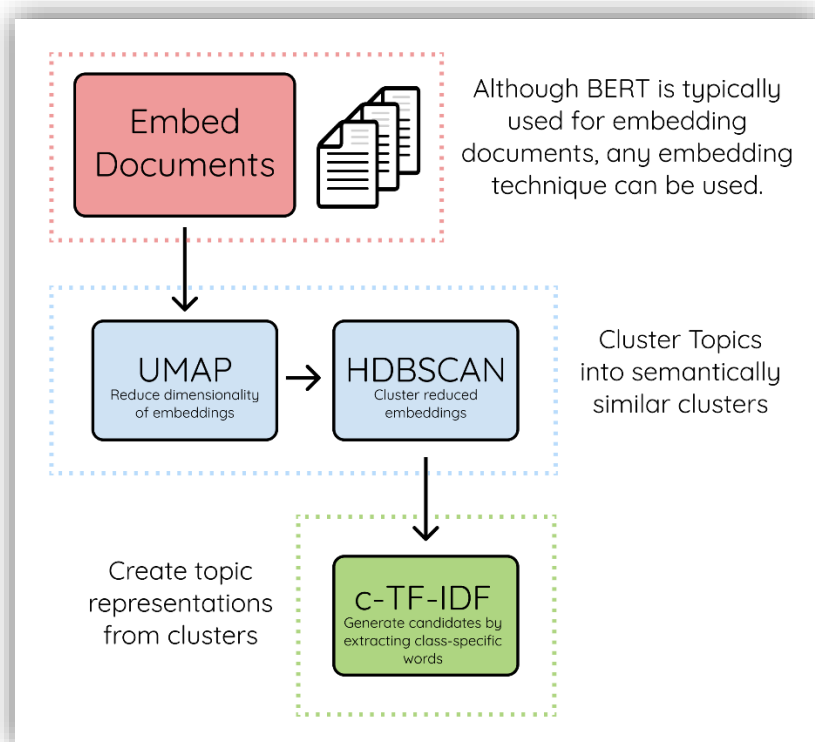 Embed
Documents
Although BERT is typically
used for embedding
documents, any embedding
technique can be used.
UMAP
Reduce dimensionality
of embeddings
HDBSCAN
Cluster reduced
embeddings
Cluster Topics
into semantically
similar clusters
Create topic
representations
from clusters
c-TF-IDF
Generate candidates by
extracting class-specific
words